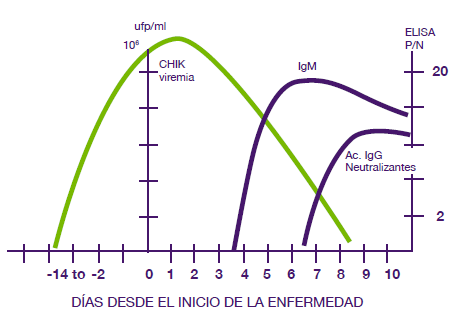 ufp/ml
10⁶
CHIK
viremia
IgM
ELISA
P/N
20
Ac. IgG
Neutralizantes
2
-14 to -2 0 1 2 3 4 5 6 7 8 9 10
DÍAS DESDE EL INICIO DE LA ENFERMEDAD